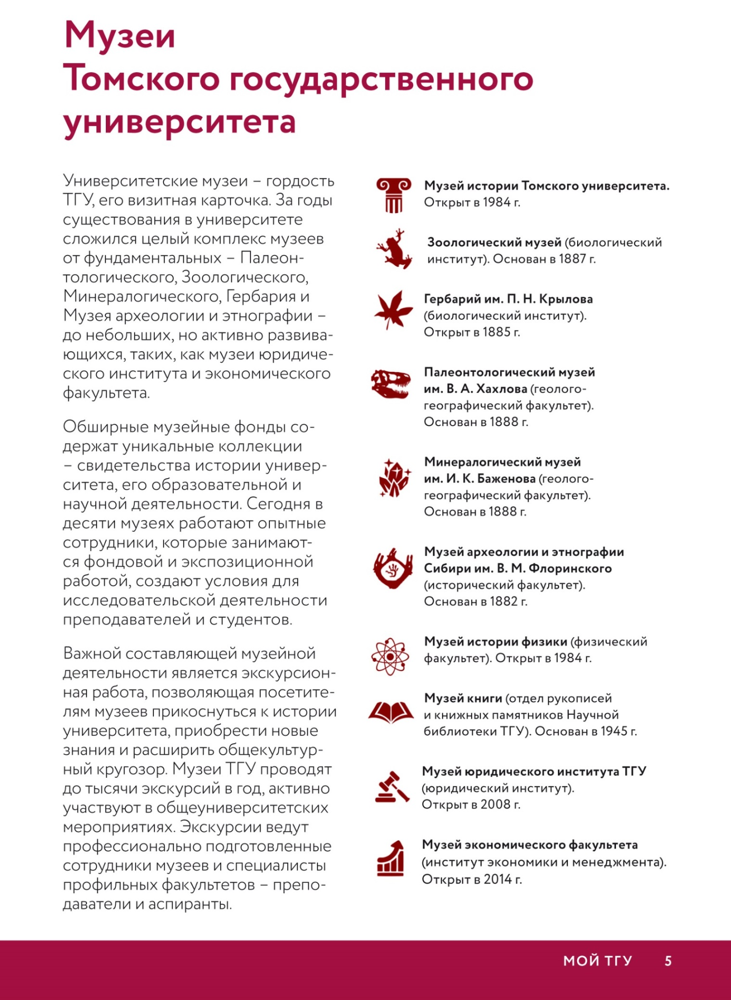 Музеи
Томского государственного
университета
Университетские музеи – гордость
ТГУ, его визитная карточка. За годы
существования в университете
сложился целый комплекс музеев
от фундаментальных – Палеон-
тологического, Зоологического,
Минералогического, Гербария и
Музея археологии и этнографии –
до небольших, но активно развива-
ющихся, таких, как музеи юридиче-
ского института и экономического
факультета.
Обширные музейные фонды со-
держат уникальные коллекции
– свидетельства истории универ-
ситета, его образовательной и
научной деятельности. Сегодня в
десяти музеях работают опытные
сотрудники, которые занимают-
ся фондовой и экспозиционной
работой, создают условия для
исследовательской деятельности
преподавателей и студентов.
Важной составляющей музейной
деятельности является экскурсион-
ная работа, позволяющая посетите-
лям музеев прикоснуться к истории
университета, приобрести новые
знания и расширить общекультур-
ный кругозор. Музеи ТГУ проводят
до тысячи экскурсий в год, активно
участвуют в общеуниверситетских
мероприятиях. Экскурсии ведут
профессионально подготовленные
сотрудники музеев и специалисты
профильных факультетов – препо-
даватели и аспиранты.
Музей истории Томского университета.
Открыт в 1984 г.
Зоологический музей (биологический
институт). Основан в 1887 г.
Гербарий им. П. Н. Крылова
(биологический институт).
Открыт в 1885 г.
Палеонтологический музей
им. В. А. Хахлова (геолого-
географический факультет).
Основан в 1888 г.
Минералогический музей
им. И. К. Баженова (геолого-
географический факультет).
Основан в 1888 г.
Музей археологии и этнографии
Сибири им. В. М. Флоринского
(исторический факультет).
Основан в 1882 г.
Музей истории физики (физический
факультет). Открыт в 1984 г.
Музей книги (отдел рукописей
и книжных памятников Научной
библиотеки ТГУ). Основан в 1945 г.
Музей юридического института ТГУ
(юридический институт).
Открыт в 2008 г.
Музей экономического факультета
(институт экономики и менеджмента).
Открыт в 2014 г.
МОЙ ТГУ 5